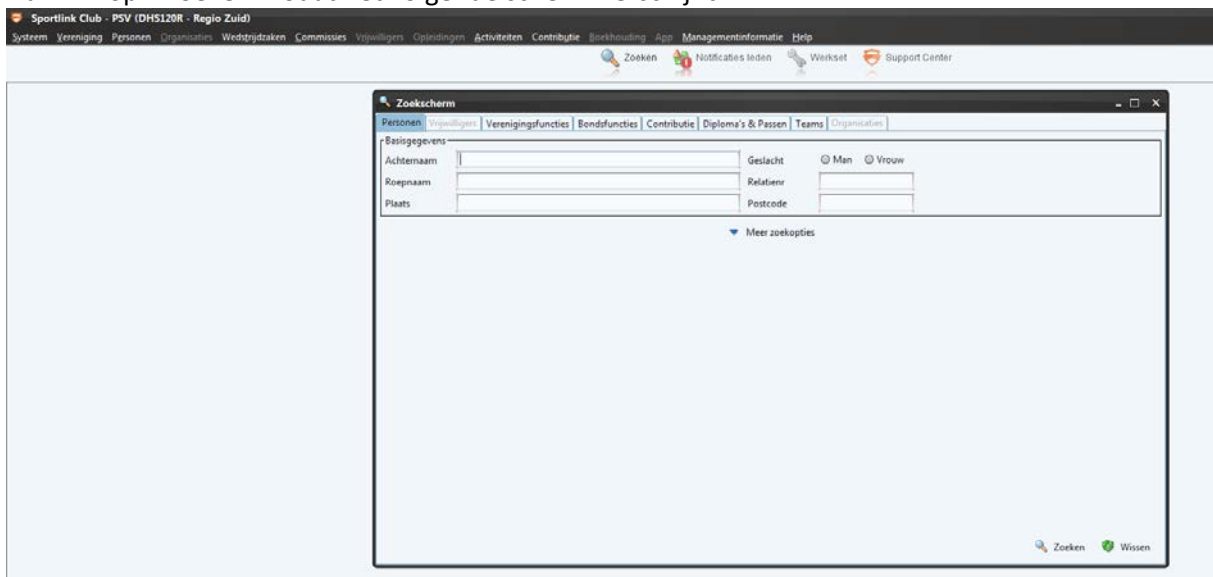 Sportlink Club - PSV (DHS120R - Regio Zuid)
Systeem Vereniging Personen Organisaties Wedstrijdzaken Commissies Vrijwilligers Opleidingen Activiteiten Contributie Boekhouding App Managementinformatie Help
Zoeken Notificaties leden Werkset Support Center
Zoekscherm
Personen Vrijwilligers Verenigingsfuncties Bondsfuncties Contributie Diploma's & Passen Teams Organisaties
Basisgegevens
Achternaam Geslacht Man Vrouw
Roepnaam Relatienr
Plaats Postcode
Meer zoekopties
Zoeken Wissen